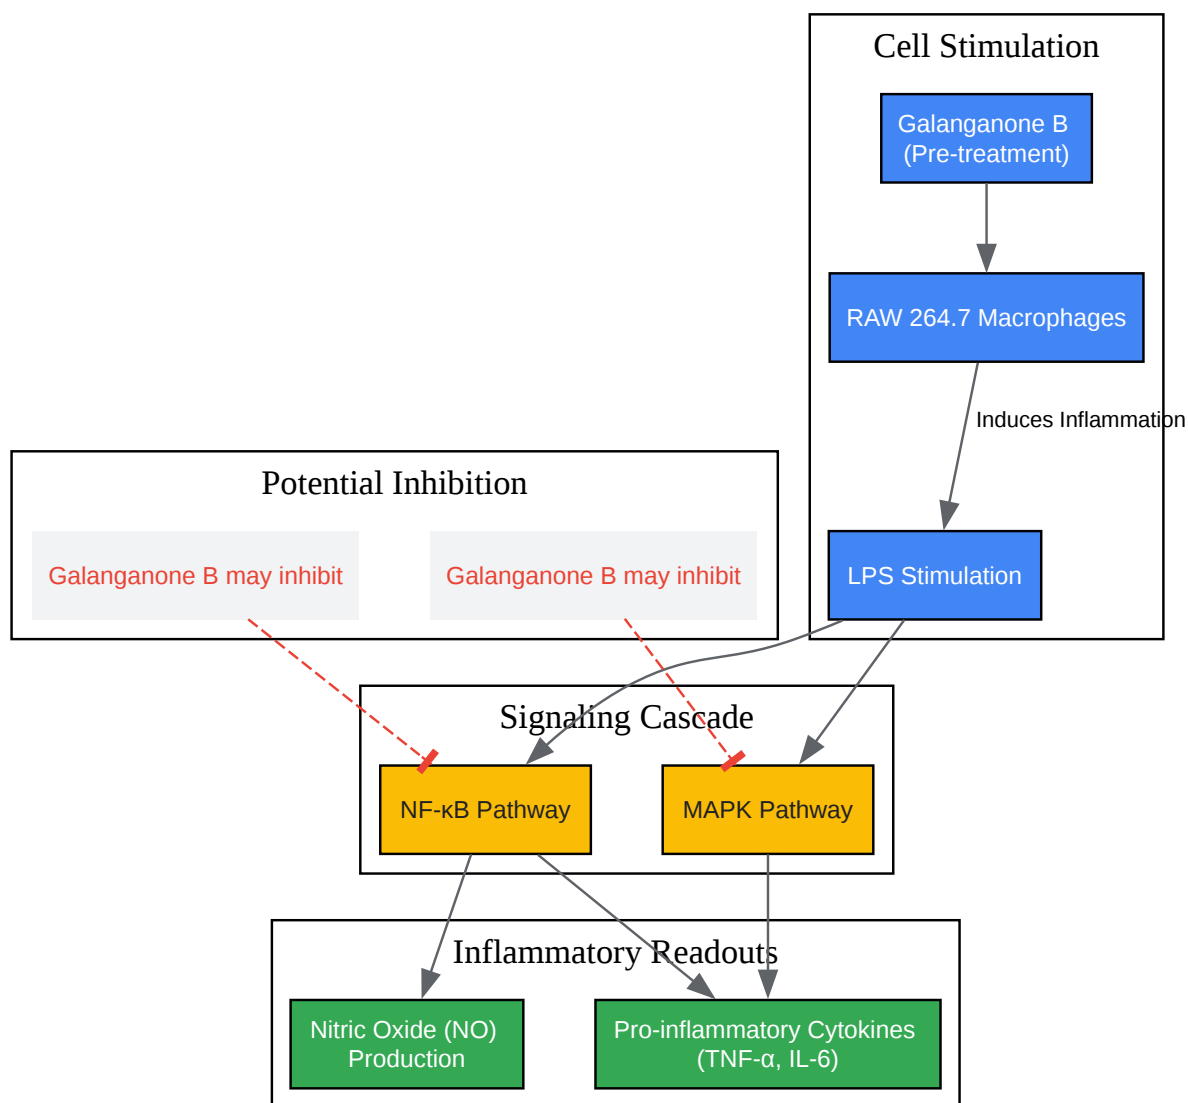 Cell Stimulation
Galanganone B
(Pre-treatment)
RAW 264.7 Macrophages
Induces Inflammation
Potential Inhibition
Galanganone B may inhibit
Galanganone B may inhibit
LPS Stimulation
Signaling Cascade
NF-κB Pathway
MAPK Pathway
Inflammatory Readouts
Nitric Oxide (NO)
Production
Pro-inflammatory Cytokines
(TNF-α, IL-6)